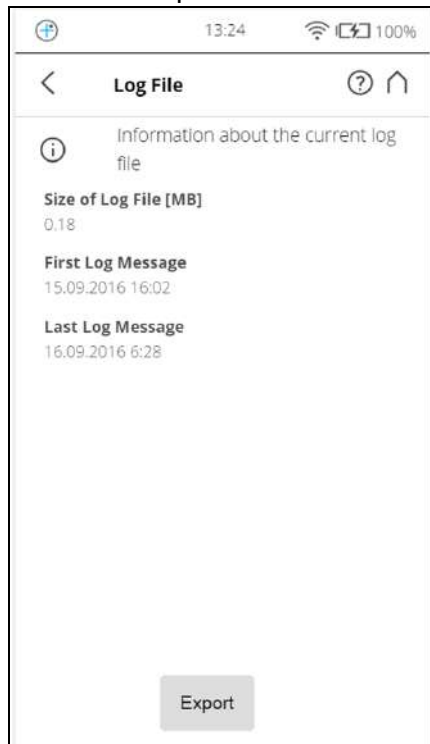 13:24 100%
Log File
Information about the current log
file
Size of Log File [MB]
0.18
First Log Message
15.09.2016 16:02
Last Log Message
16.09.2016 6:28
Export